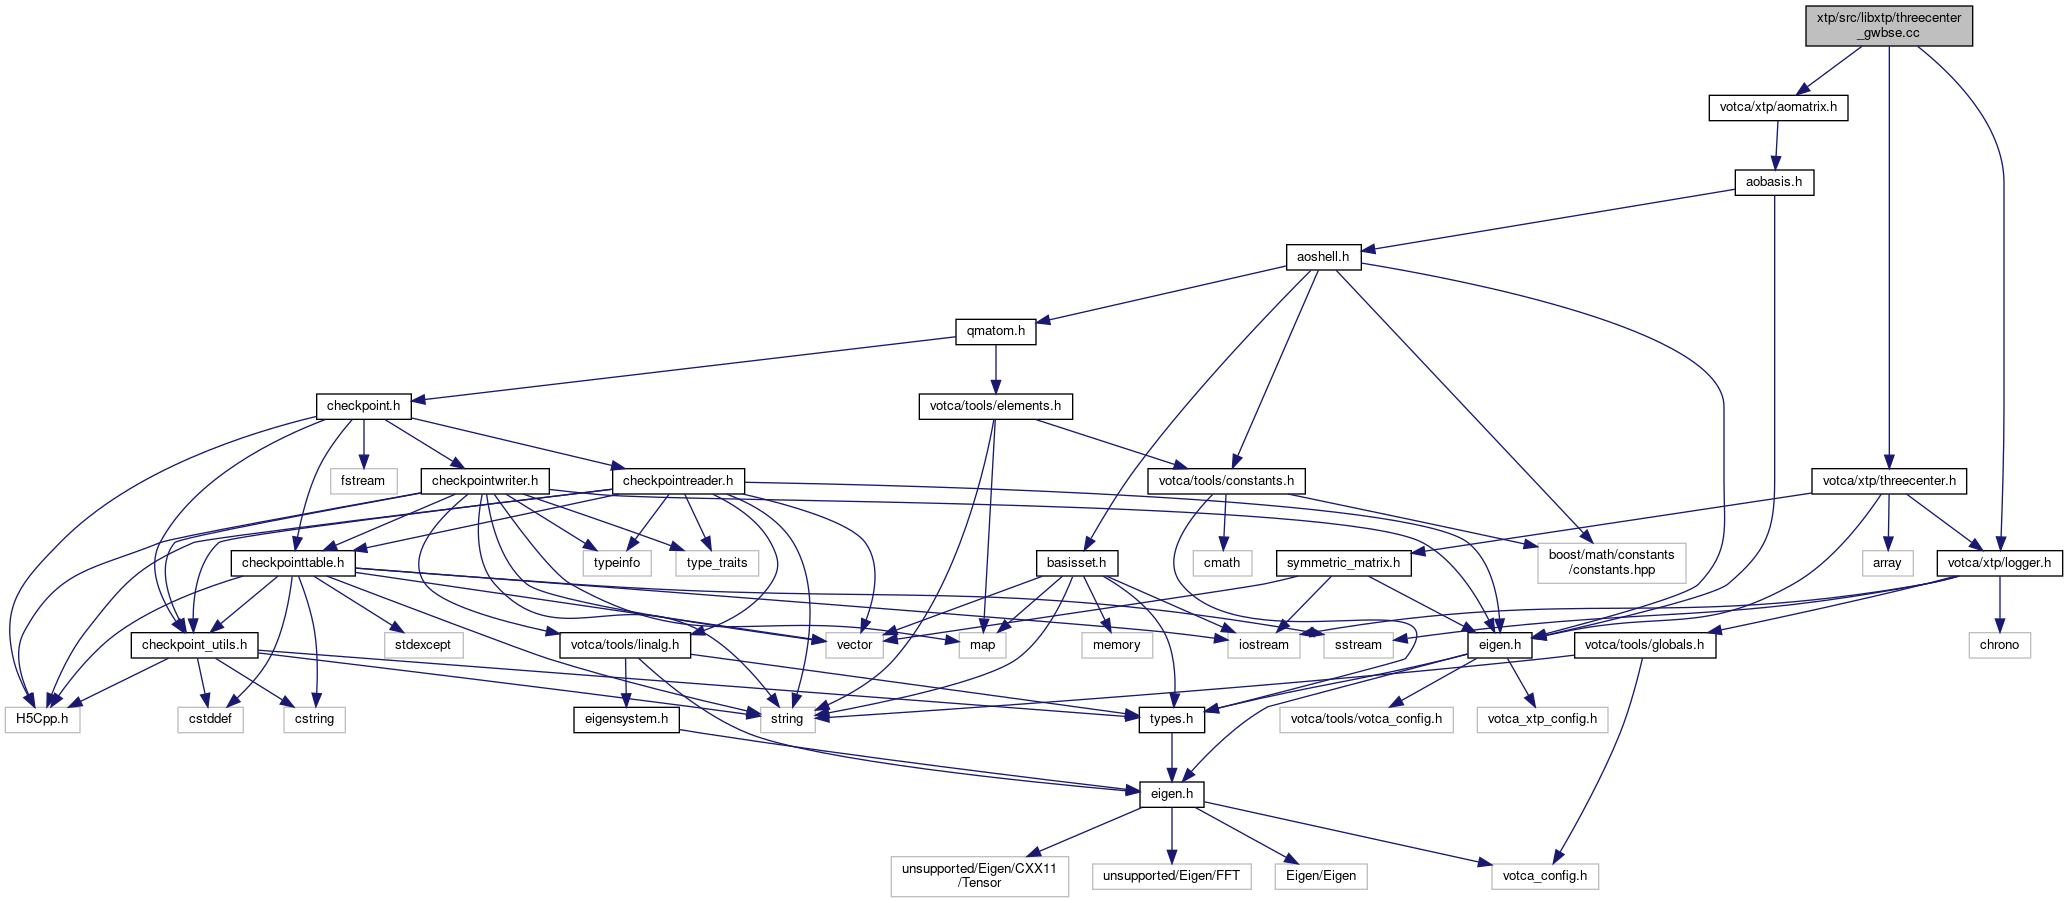 xtp/src/libxtp/threecenter
_gwbse.cc
votca/xtp/aomatrix.h
aobasis.h
aoshell.h
qmatom.h
checkpoint.h
votca/tools/elements.h
fstream
checkpointwriter.h
checkpointreader.h
votca/tools/constants.h
votca/xtp/threecenter.h
checkpointtable.h
typeinfo
type_traits
basisset.h
cmath
symmetric_matrix.h
boost/math/constants
/constants.hpp
array
votca/xtp/logger.h
checkpoint_utils.h
stdexcept
votca/tools/linalg.h
vector
map
memory
iostream
sstream
eigen.h
votca/tools/globals.h
chrono
H5Cpp.h
cstddef
cstring
eigensystem.h
string
types.h
votca/tools/votca_config.h
votca_xtp_config.h
eigen.h
unsupported/Eigen/CXX11
/Tensor
unsupported/Eigen/FFT
Eigen/Eigen
votca_config.h